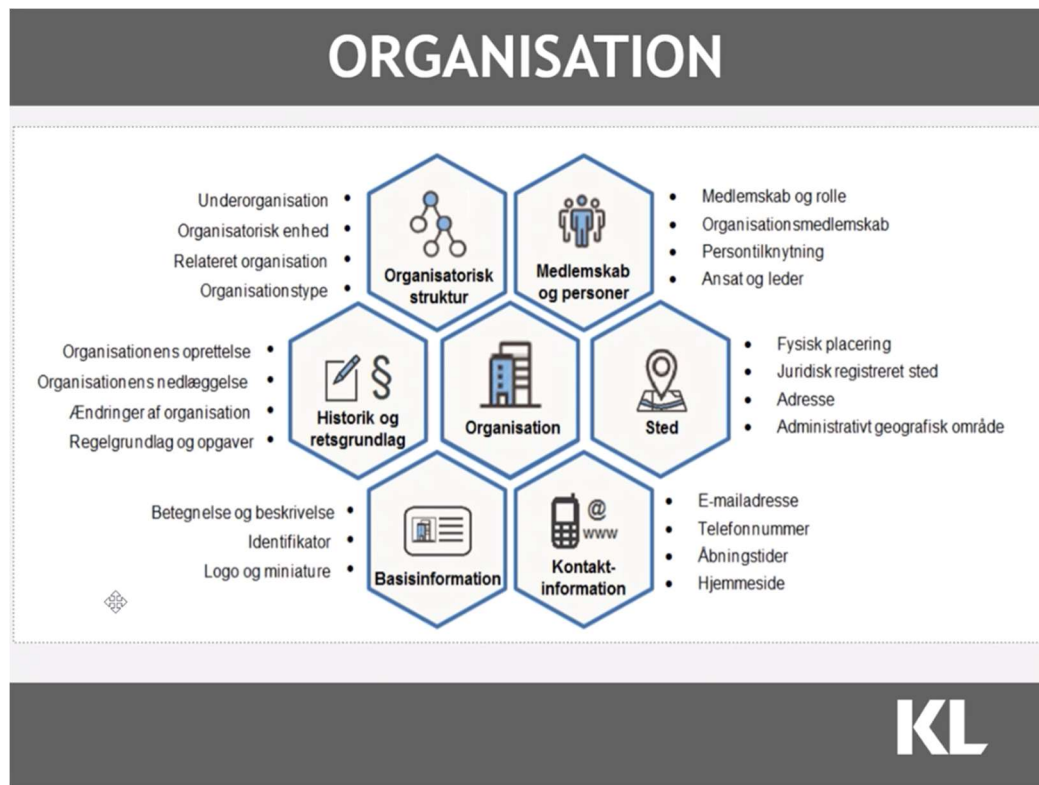 ORGANISATION
Underorganisation
Organisatorisk enhed
Relateret organisation
Organisationstype
Organisatorisk
struktur
Medlemskab
og personer
Medlemskab og rolle
Organisationsmedlemskab
Persontilknytning
Ansat og leder
Organisationens oprettelse
Organisationens nedlæggelse
Ændringer af organisation
Regelgrundlag og opgaver
§
Historik og
retsgrundlag
Organisation
Sted
Fysisk placering
Juridisk registreret sted
Adresse
Administrativt geografisk område
Betegnelse og beskrivelse
Identifikator
Logo og miniature
Basisinformation
@
www
Kontakt-
information
E-mailadresse
Telefonnummer
Åbningstider
Hjemmeside
KL